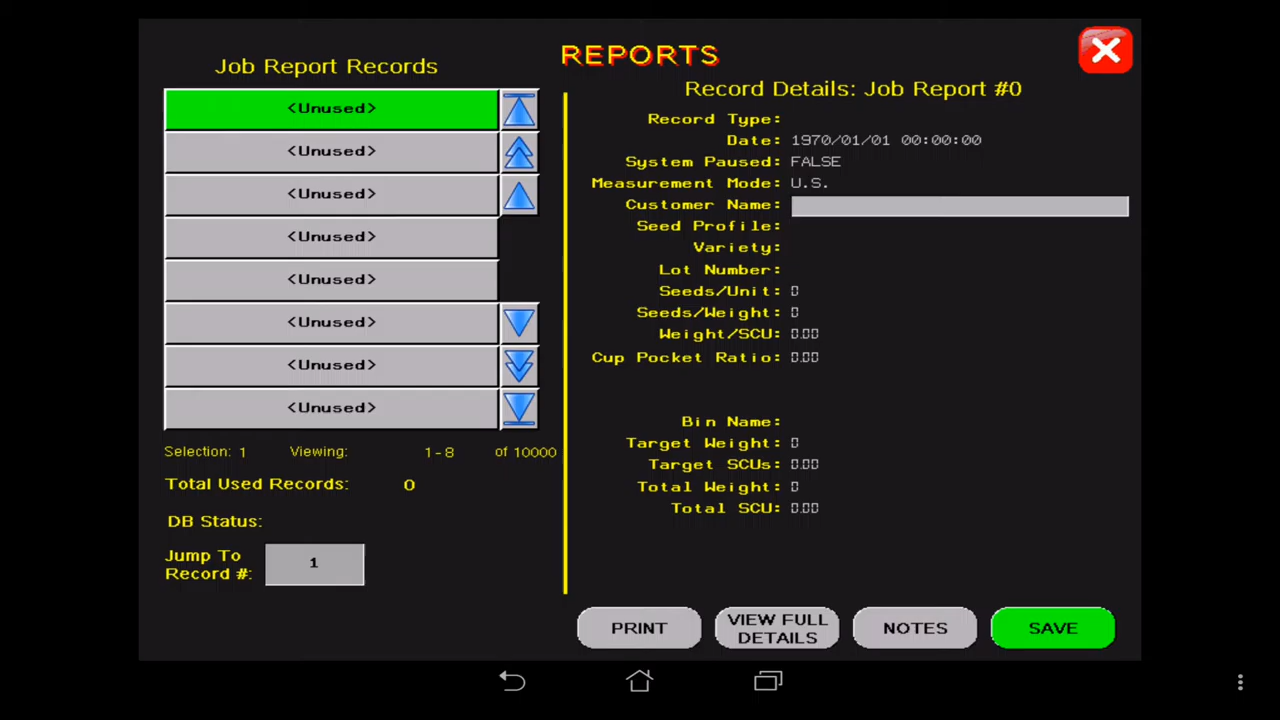 REPORTS
Job Report Records
<Unused>
<Unused>
<Unused>
<Unused>
<Unused>
<Unused>
<Unused>
<Unused>
Selection: 1 Viewing: 1-8 of 10000
Total Used Records: 0
DB Status:
Jump To
Record #: 1
Record Details: Job Report #0
Record Type:
Date: 1970/01/01 00:00:00
System Paused: FALSE
Measurement Mode: U.S.
Customer Name:
Seed Profile:
Variety:
Lot Number:
Seeds/Unit: 0
Seeds/Weight: 0
Weight/SCU: 0.00
Cup Pocket Ratio: 0.00
Bin Name:
Target Weight: 0
Target SCUs: 0.00
Total Weight: 0
Total SCU: 0.00
PRINT
VIEW FULL
DETAILS
NOTES
SAVE